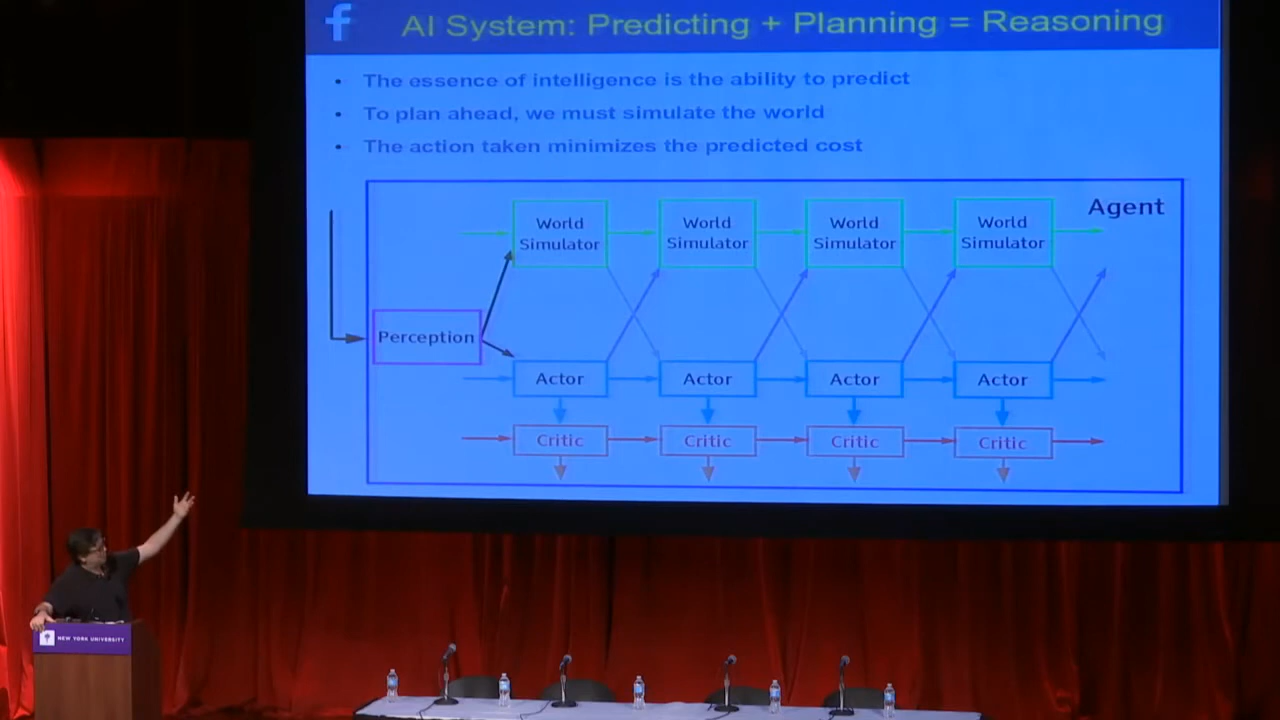 f AI System: Predicting + Planning = Reasoning
• The essence of intelligence is the ability to predict
• To plan ahead, we must simulate the world
• The action taken minimizes the predicted cost
Agent
World
Simulator
World
Simulator
World
Simulator
World
Simulator
Perception
Actor
Actor
Actor
Actor
Critic
Critic
Critic
Critic
NEW YORK UNIVERSITY